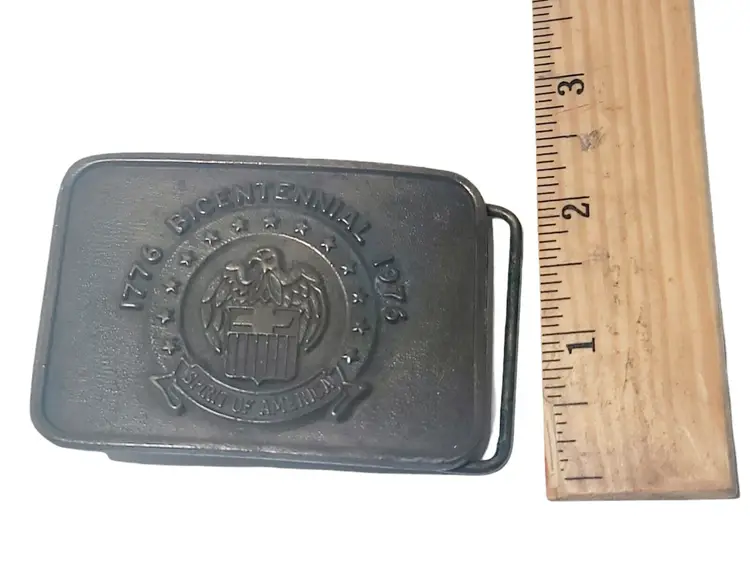 1776 BICENTENNIAL 1976
SPIRIT OF AMERICA
3
2
1